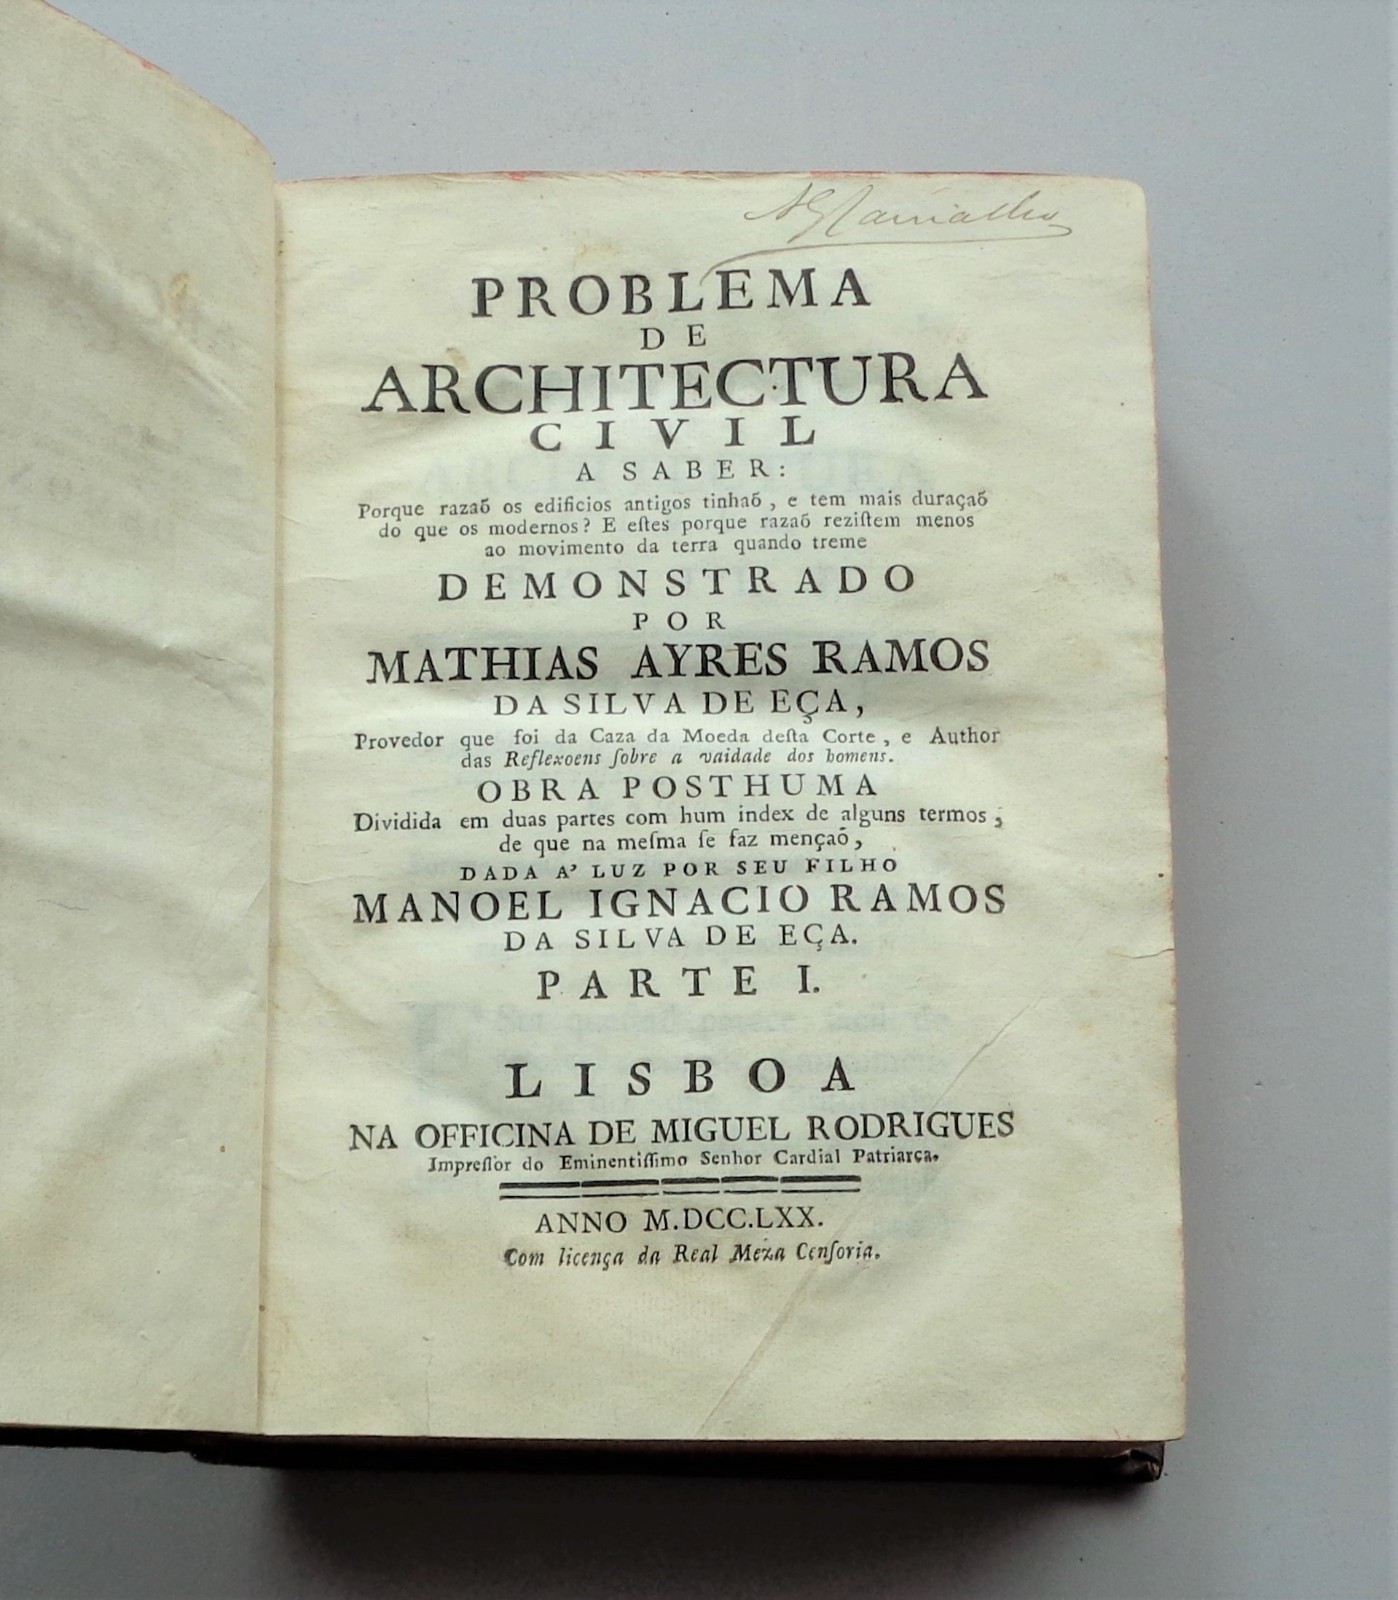 PROBLEMA
DE
ARCHITECTURA
CIVIL
A SABER:
Porque razaõ os edificios antigos tinhaõ, e tem mais duraçaõ
do que os modernos? E eſtes porque razaõ reziſtem menos
ao movimento da terra quando treme
DEMONSTRADO
POR
MATHIAS AYRES RAMOS
DA SILVA DE EÇA,
Provedor que foi da Caza da Moeda deſta Corte, e Author
das Reflexoens ſobre a vaidade dos homens.
OBRA POSTHUMA
Dividida em duas partes com hum index de alguns termos;
de que na meſma ſe faz mençaõ,
DADA A' LUZ POR SEU FILHO
MANOEL IGNACIO RAMOS
DA SILVA DE EÇA.
PARTE I.
LISBOA
NA OFFICINA DE MIGUEL RODRIGUES
Impreſſor do Eminentiſſimo Senhor Cardial Patriarça.
ANNO M.DCC.LXX.
Com licença da Real Meza Cenſoria.